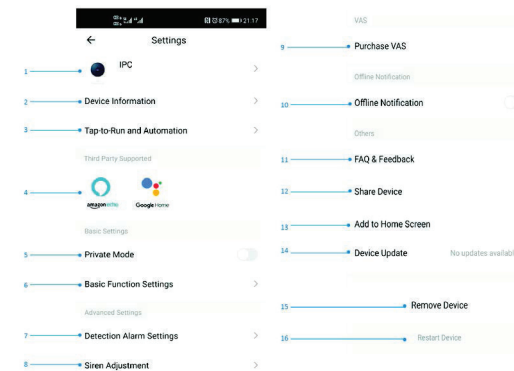 87% 21:17
Settings
1 IPC
2 Device Information
3 Tap-to-Run and Automation
Third Party Supported
4
amazon echo Google Home
Basic Settings
5 Private Mode
6 Basic Function Settings
Advanced Settings
7 Detection Alarm Settings
8 Siren Adjustment
VAS
9 Purchase VAS
Offline Notification
10 Offline Notification
Others
11 FAQ & Feedback
12 Share Device
13 Add to Home Screen
14 Device Update No updates availabl
15 Remove Device
16 Restart Device